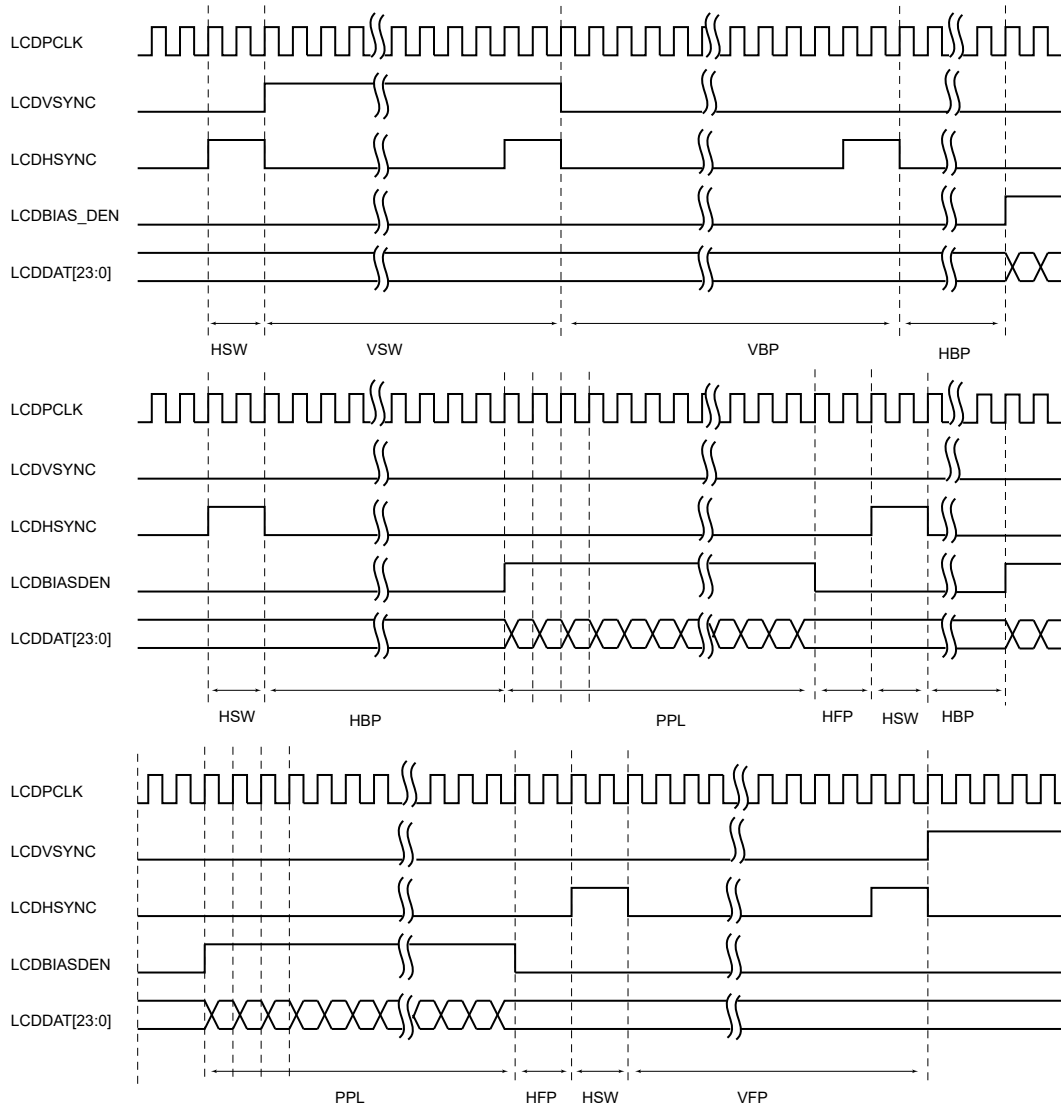 LCDPCLK
LCDVSYNC
LCDHSYNC
LCDBIAS_DEN
LCDDAT[23:0]
HSW VSW VBP HBP
LCDPCLK
LCDVSYNC
LCDHSYNC
LCDBIASDEN
LCDDAT[23:0]
HSW HBP PPL HFP HSW HBP
LCDPCLK
LCDVSYNC
LCDHSYNC
LCDBIASDEN
LCDDAT[23:0]
PPL HFP HSW VFP